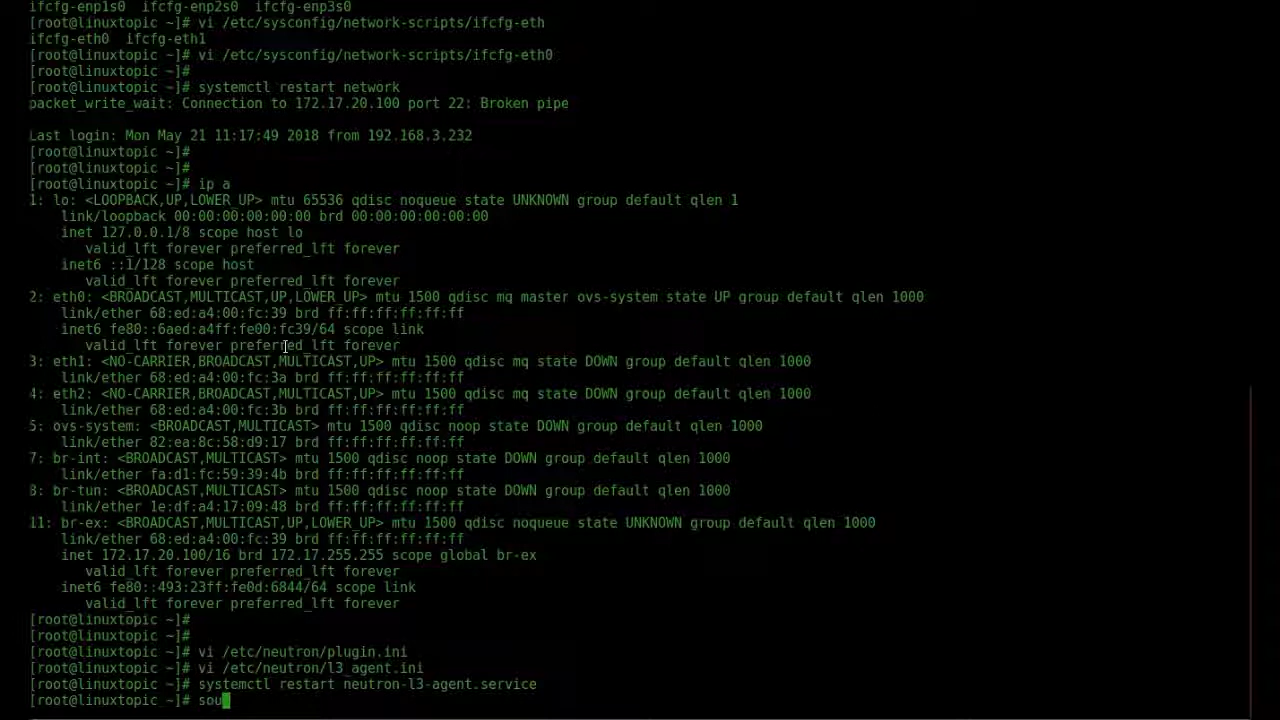 ifcfg-enp1s0  ifcfg-enp2s0  ifcfg-enp3s0
[root@linuxtopic ~]# vi /etc/sysconfig/network-scripts/ifcfg-eth
ifcfg-eth0  ifcfg-eth1
[root@linuxtopic ~]# vi /etc/sysconfig/network-scripts/ifcfg-eth0
[root@linuxtopic ~]#
[root@linuxtopic ~]# systemctl restart network
packet_write_wait: Connection to 172.17.20.100 port 22: Broken pipe
Last login: Mon May 21 11:17:49 2018 from 192.168.3.232
[root@linuxtopic ~]#
[root@linuxtopic ~]#
[root@linuxtopic ~]# ip a
1: lo: <LOOPBACK,UP,LOWER_UP> mtu 65536 qdisc noqueue state UNKNOWN group default qlen 1
    link/loopback 00:00:00:00:00:00 brd 00:00:00:00:00:00
    inet 127.0.0.1/8 scope host lo
       valid_lft forever preferred_lft forever
    inet6 ::1/128 scope host
       valid_lft forever preferred_lft forever
2: eth0: <BROADCAST,MULTICAST,UP,LOWER_UP> mtu 1500 qdisc mq master ovs-system state UP group default qlen 1000
    link/ether 68:ed:a4:00:fc:39 brd ff:ff:ff:ff:ff:ff
    inet6 fe80::6aed:a4ff:fe00:fc39/64 scope link
       valid_lft forever preferred_lft forever
3: eth1: <NO-CARRIER,BROADCAST,MULTICAST,UP> mtu 1500 qdisc mq state DOWN group default qlen 1000
    link/ether 68:ed:a4:00:fc:3a brd ff:ff:ff:ff:ff:ff
4: eth2: <NO-CARRIER,BROADCAST,MULTICAST,UP> mtu 1500 qdisc mq state DOWN group default qlen 1000
    link/ether 68:ed:a4:00:fc:3b brd ff:ff:ff:ff:ff:ff
5: ovs-system: <BROADCAST,MULTICAST> mtu 1500 qdisc noop state DOWN group default qlen 1000
    link/ether 82:ea:8c:58:d9:17 brd ff:ff:ff:ff:ff:ff
7: br-int: <BROADCAST,MULTICAST> mtu 1500 qdisc noop state DOWN group default qlen 1000
    link/ether fa:d1:fc:59:39:4b brd ff:ff:ff:ff:ff:ff
8: br-tun: <BROADCAST,MULTICAST> mtu 1500 qdisc noop state DOWN group default qlen 1000
    link/ether 1e:df:a4:17:09:48 brd ff:ff:ff:ff:ff:ff
11: br-ex: <BROADCAST,MULTICAST,UP,LOWER_UP> mtu 1500 qdisc noqueue state UNKNOWN group default qlen 1000
    link/ether 68:ed:a4:00:fc:39 brd ff:ff:ff:ff:ff:ff
    inet 172.17.20.100/16 brd 172.17.255.255 scope global br-ex
       valid_lft forever preferred_lft forever
    inet6 fe80::493:23ff:fe0d:6844/64 scope link
       valid_lft forever preferred_lft forever
[root@linuxtopic ~]#
[root@linuxtopic ~]#
[root@linuxtopic ~]# vi /etc/neutron/plugin.ini
[root@linuxtopic ~]# vi /etc/neutron/l3_agent.ini
[root@linuxtopic ~]# systemctl restart neutron-l3-agent.service
[root@linuxtopic ~]# sou